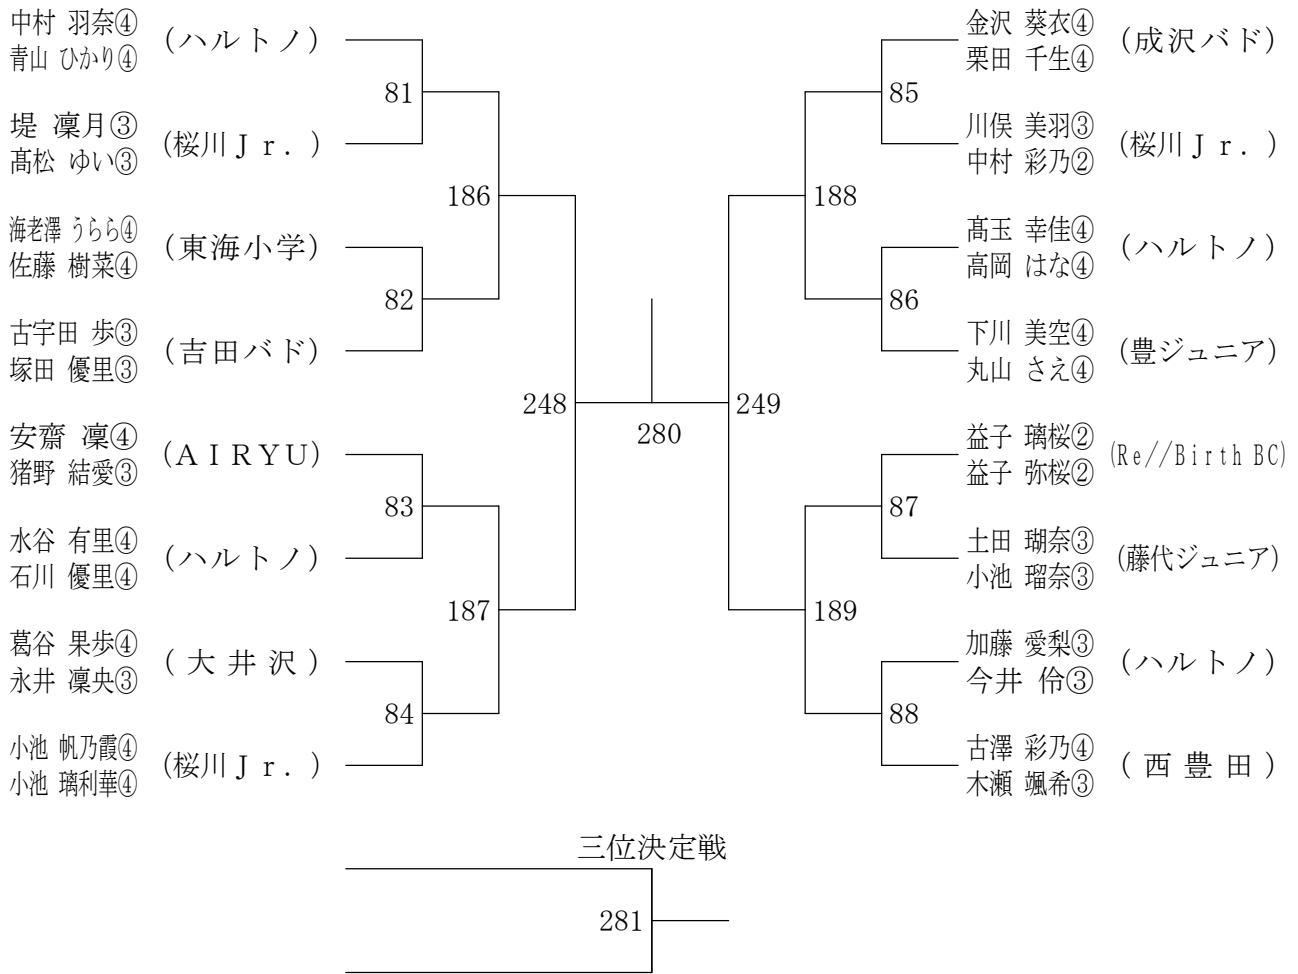 中村 羽奈④
青山 ひかり④
(ハルトノ)
81
堤 凜月③
髙松 ゆい③
(桜川Ｊｒ．)
186
海老澤 うらら④
佐藤 樹菜④
(東海小学)
82
古宇田 歩③
塚田 優里③
(吉田バド)
248
安齋 凜④
猪野 結愛③
(ＡＩＲＹＵ)
83
水谷 有里④
石川 優里④
(ハルトノ)
187
葛谷 果歩④
永井 凜央③
(大井沢)
84
小池 帆乃霞④
小池 璃利華④
(桜川Ｊｒ．)
280
金沢 葵衣④
栗田 千生④
(成沢バド)
85
川俣 美羽③
中村 彩乃②
(桜川Ｊｒ．)
188
髙玉 幸佳④
高岡 はな④
(ハルトノ)
86
下川 美空④
丸山 さえ④
(豊ジュニア)
249
益子 璃桜②
益子 弥桜②
(Re//Birth BC)
87
土田 瑚奈③
小池 瑠奈③
(藤代ジュニア)
189
加藤 愛梨③
今井 伶③
(ハルトノ)
88
古澤 彩乃④
木瀬 颯希③
(西豊田)
三位決定戦
281